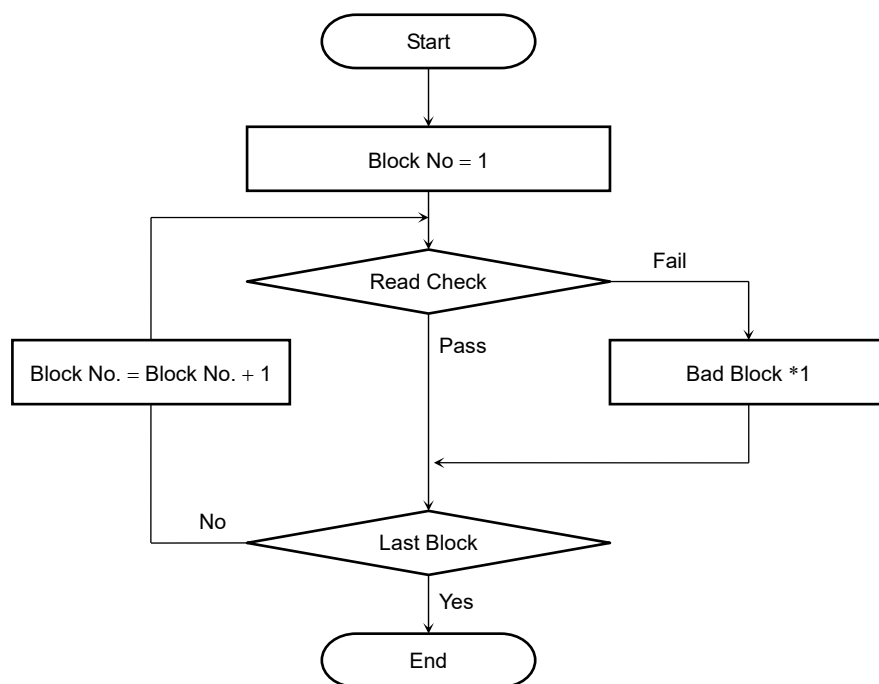 Start
Block No = 1
Read Check
Fail
Pass
Block No. = Block No. + 1
Bad Block *1
No
Last Block
Yes
End